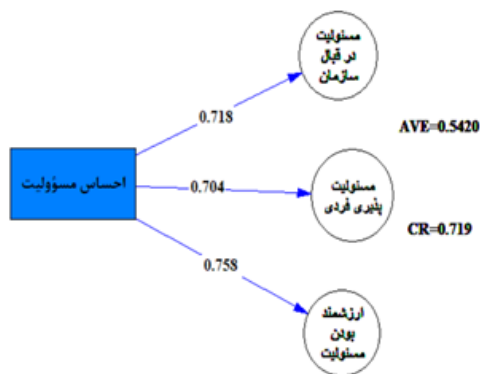 مسئولیت
در قبال
سازمان
0.718
AVE=0.5420
احساس مسؤولیت
0.704
مسئولیت
پذیری فردی
CR=0.719
0.758
ارزشمند
بودن
مسئولیت